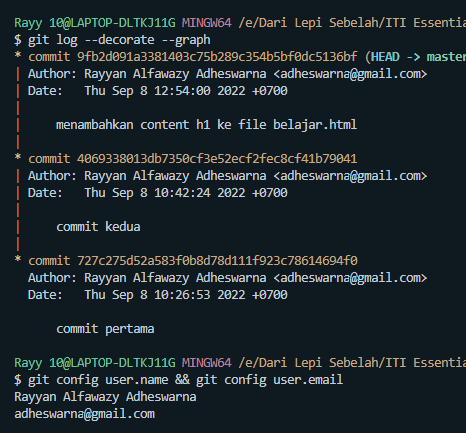 Rayy 10@LAPTOP-DLTKJ11G MINGW64 /e/Dari Lepi Sebelah/ITI Essentia
$ git log --decorate --graph
* commit 9fb2d091a3381403c75b289c354b5bf0dc5136bf (HEAD -> master
| Author: Rayyan Alfawazy Adheswarna <adheswarna@gmail.com>
| Date:   Thu Sep 8 12:54:00 2022 +0700
|
|     menambahkan content h1 ke file belajar.html
|
* commit 4069338013db7350cf3e52ecf2fec8cf41b79041
| Author: Rayyan Alfawazy Adheswarna <adheswarna@gmail.com>
| Date:   Thu Sep 8 10:42:24 2022 +0700
|
|     commit kedua
|
* commit 727c275d52a583f0b8d78d111f923c78614694f0
  Author: Rayyan Alfawazy Adheswarna <adheswarna@gmail.com>
  Date:   Thu Sep 8 10:26:53 2022 +0700

      commit pertama

Rayy 10@LAPTOP-DLTKJ11G MINGW64 /e/Dari Lepi Sebelah/ITI Essentia
$ git config user.name && git config user.email
Rayyan Alfawazy Adheswarna
adheswarna@gmail.com